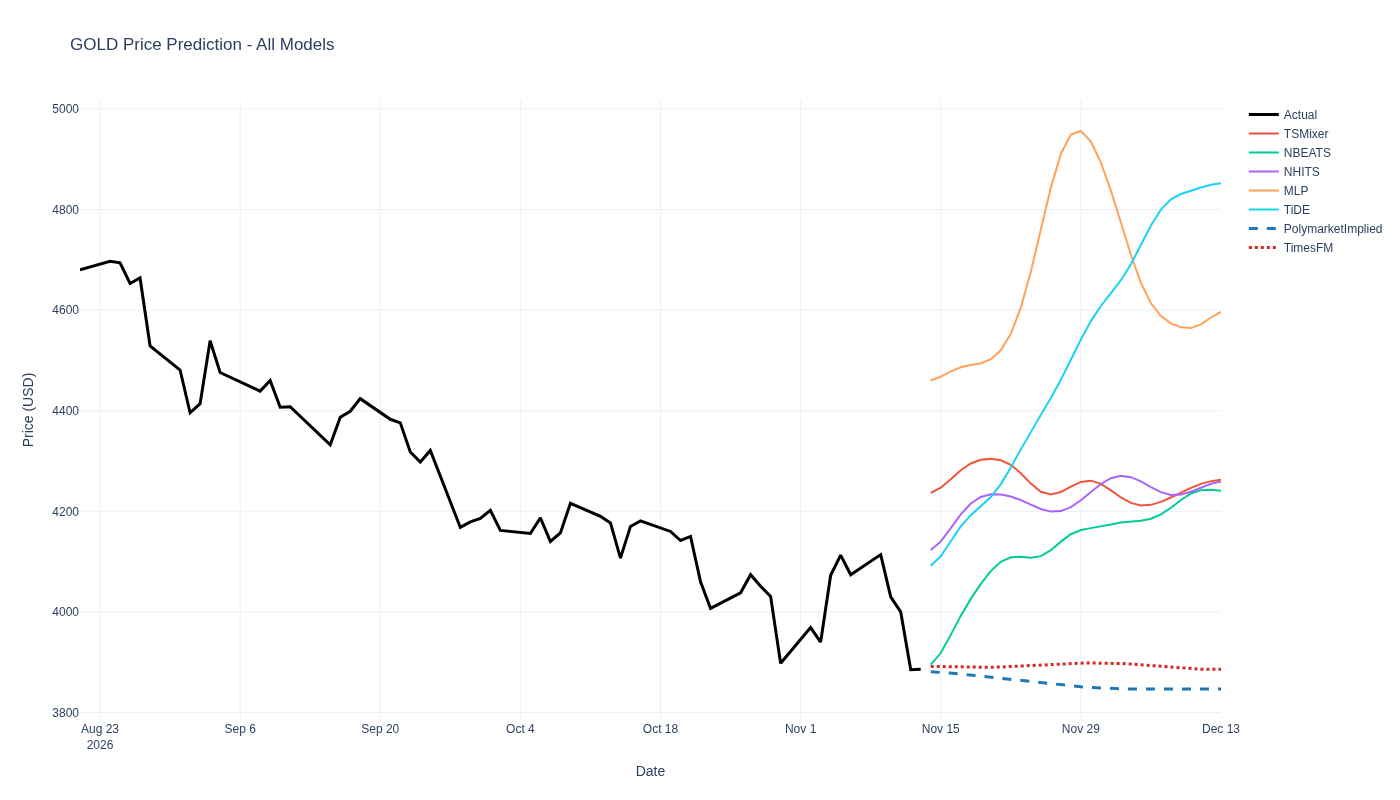 GOLD Price Prediction - All Models
Price (USD)
5000
4800
4600
4400
4200
4000
3800
Aug 23
2026
Sep 6
Sep 20
Oct 4
Oct 18
Nov 1
Nov 15
Nov 29
Dec 13
Date
Actual
TSMixer
NBEATS
NHITS
MLP
TiDE
PolymarketImplied
TimesFM